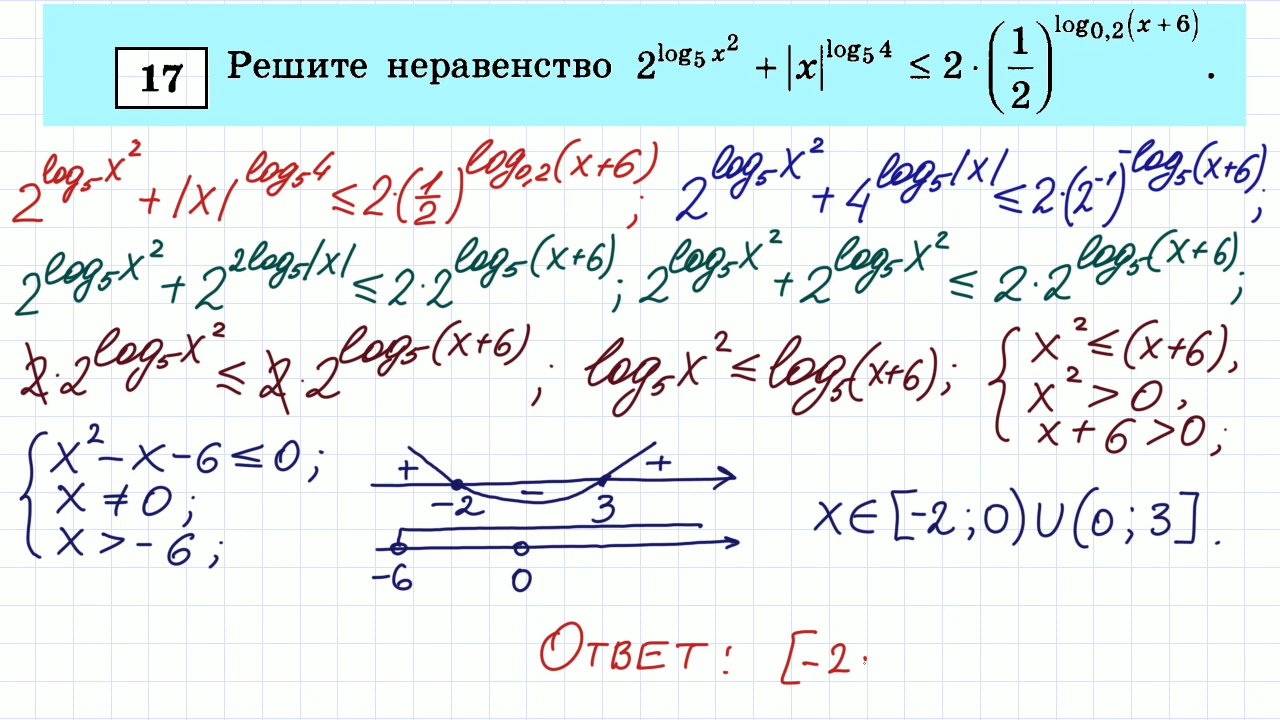 17 Решите неравенство 2^{log₅ x²} + |x|^{log₅ 4} ≤ 2 · (1/2)^{log_{0,2}(x + 6)}.
2^{log₅ x²} + |x|^{log₅ 4} ≤ 2·(1/2)^{log_{0,2}(x+6)}; 2^{log₅ x²} + 4^{log₅|x|} ≤ 2·(2^{-1})^{-log₅(x+6)};
2^{log₅ x²} + 2^{2log₅|x|} ≤ 2·2^{log₅(x+6)}; 2^{log₅ x²} + 2^{log₅ x²} ≤ 2·2^{log₅(x+6)};
2·2^{log₅ x²} ≤ 2·2^{log₅(x+6)}; log₅ x² ≤ log₅(x+6); { x² ≤ (x+6),
x² > 0,
x + 6 > 0;
{ x² - x - 6 ≤ 0;
x ≠ 0;
x > -6;
+ - +
-2 3
-6 0
x ∈ [-2; 0) ∪ (0; 3].
Ответ: [-2